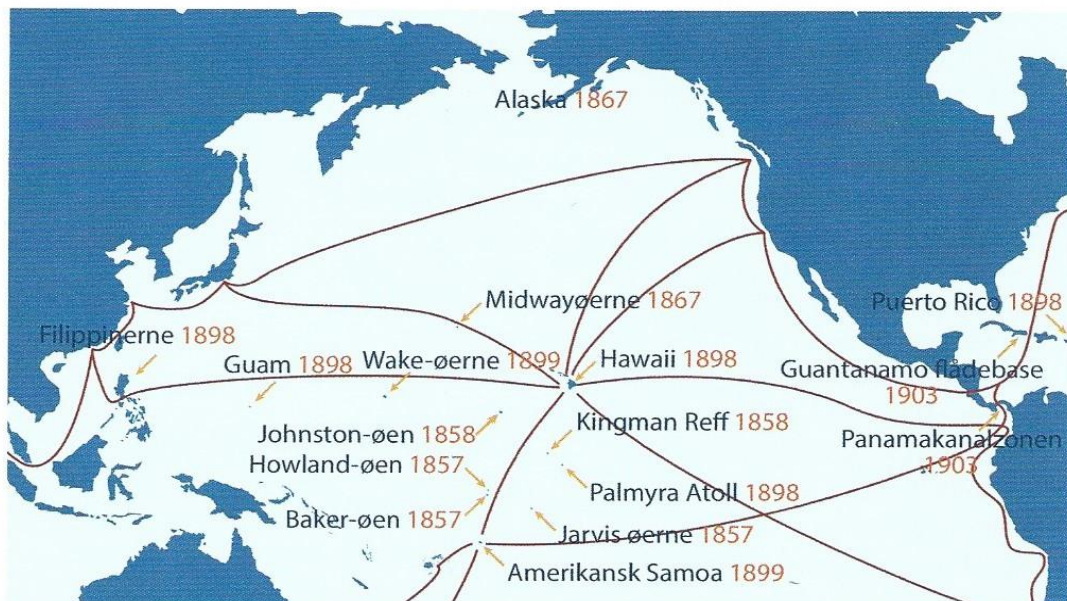 Alaska 1867
Midwayøerne 1867
Puerto Rico 1898
Filippinerne 1898
Guam 1898
Wake-øerne 1899
Hawaii 1898
Guantanamo flådebase
1903
Johnston-øen 1858
Kingman Reff 1858
Panamakanalzonen
1903
Howland-øen 1857
Palmyra Atoll 1898
Baker-øen 1857
Jarvis øerne 1857
Amerikansk Samoa 1899